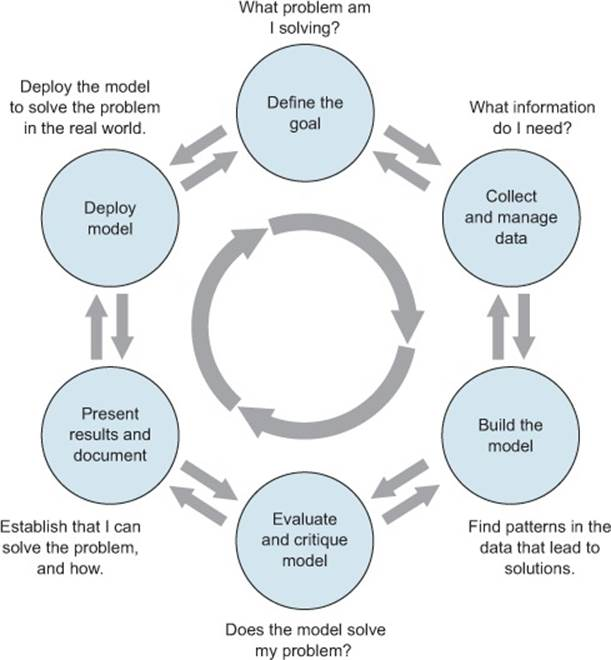 What problem am
I solving?
Define the
goal
What information
do I need?
Collect
and manage
data
Build the
model
Find patterns in the
data that lead to
solutions.
Evaluate
and critique
model
Does the model solve
my problem?
Present
results and
document
Establish that I can
solve the problem,
and how.
Deploy
model
Deploy the model
to solve the problem
in the real world.